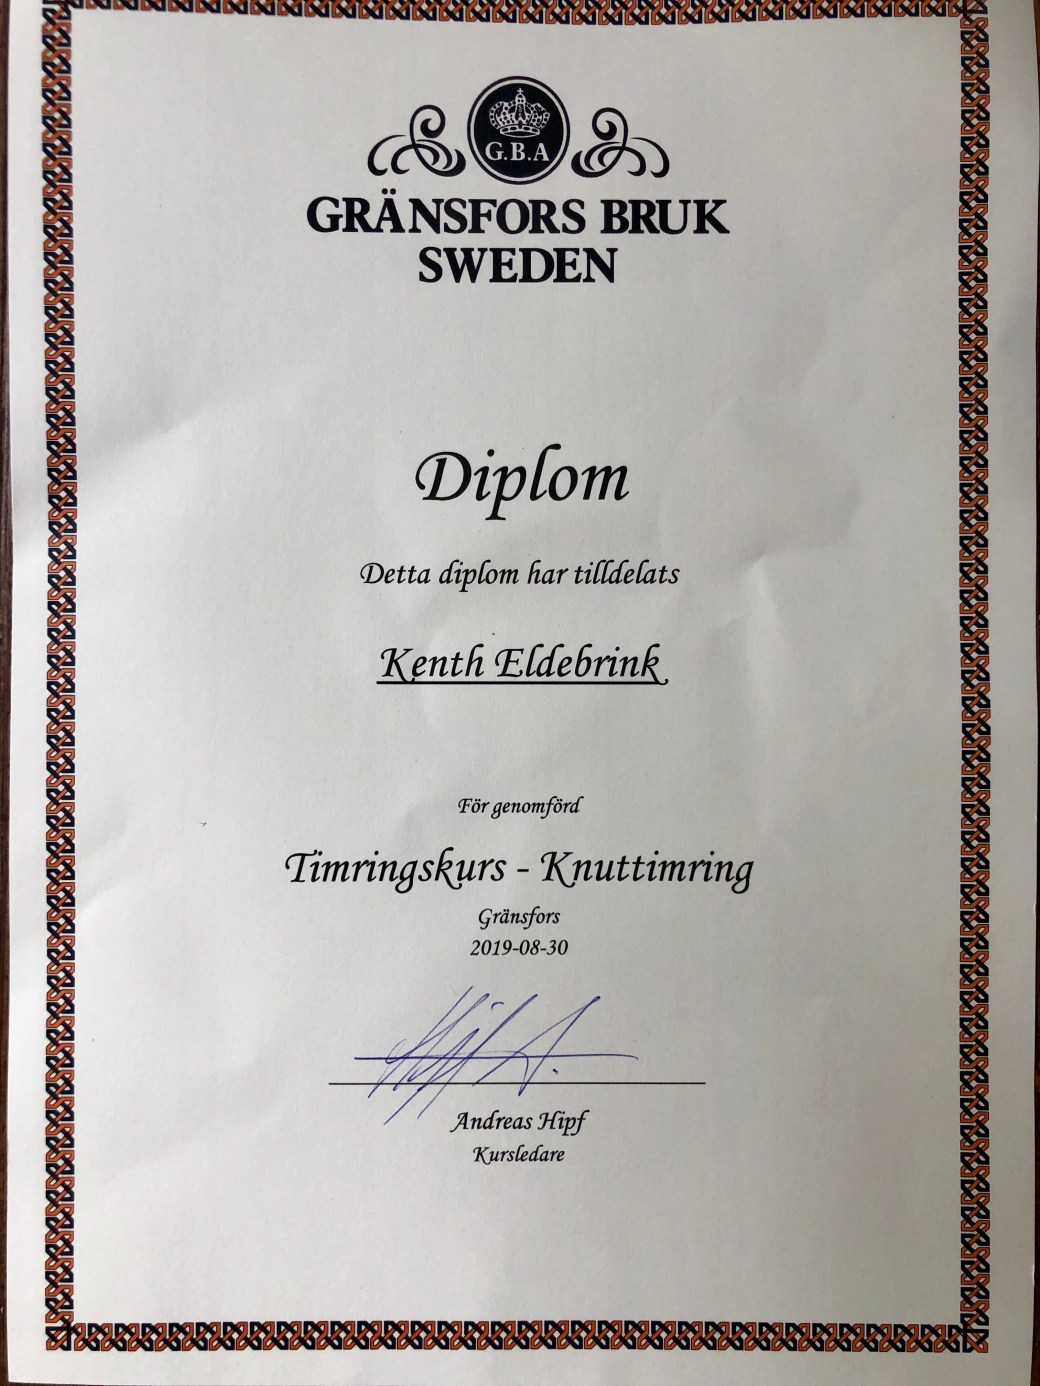 G.B.A
GRÄNSFORS BRUK
SWEDEN
Diplom
Detta diplom har tilldelats
Kenth Eldebrink
För genomförd
Timringskurs - Knuttimring
Gränsfors
2019-08-30
Andreas Hipf
Kursledare